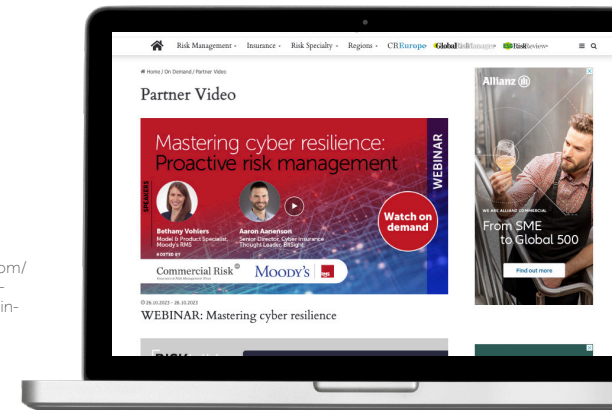 Risk Management Insurance Risk Specialty Regions CREurope GlobalRiskManager RiskReview
Home / On Demand / Partner Video
Partner Video
Mastering cyber resilience:
Proactive risk management
WEBINAR
SPEAKERS
Bethany Vohlers
Model & Product Specialist,
Moody's RMS
Aaron Aanenson
Senior Director, Cyber Insurance
Thought Leader, BitSight
Watch on
demand
HOSTED BY
Commercial Risk®
MOODY'S RMS
26.10.2023 - 26.10.2023
WEBINAR: Mastering cyber resilience
Allianz
WE ARE ALLIANZ COMMERCIAL
From SME
to Global 500
Find out more
om/
-
in-